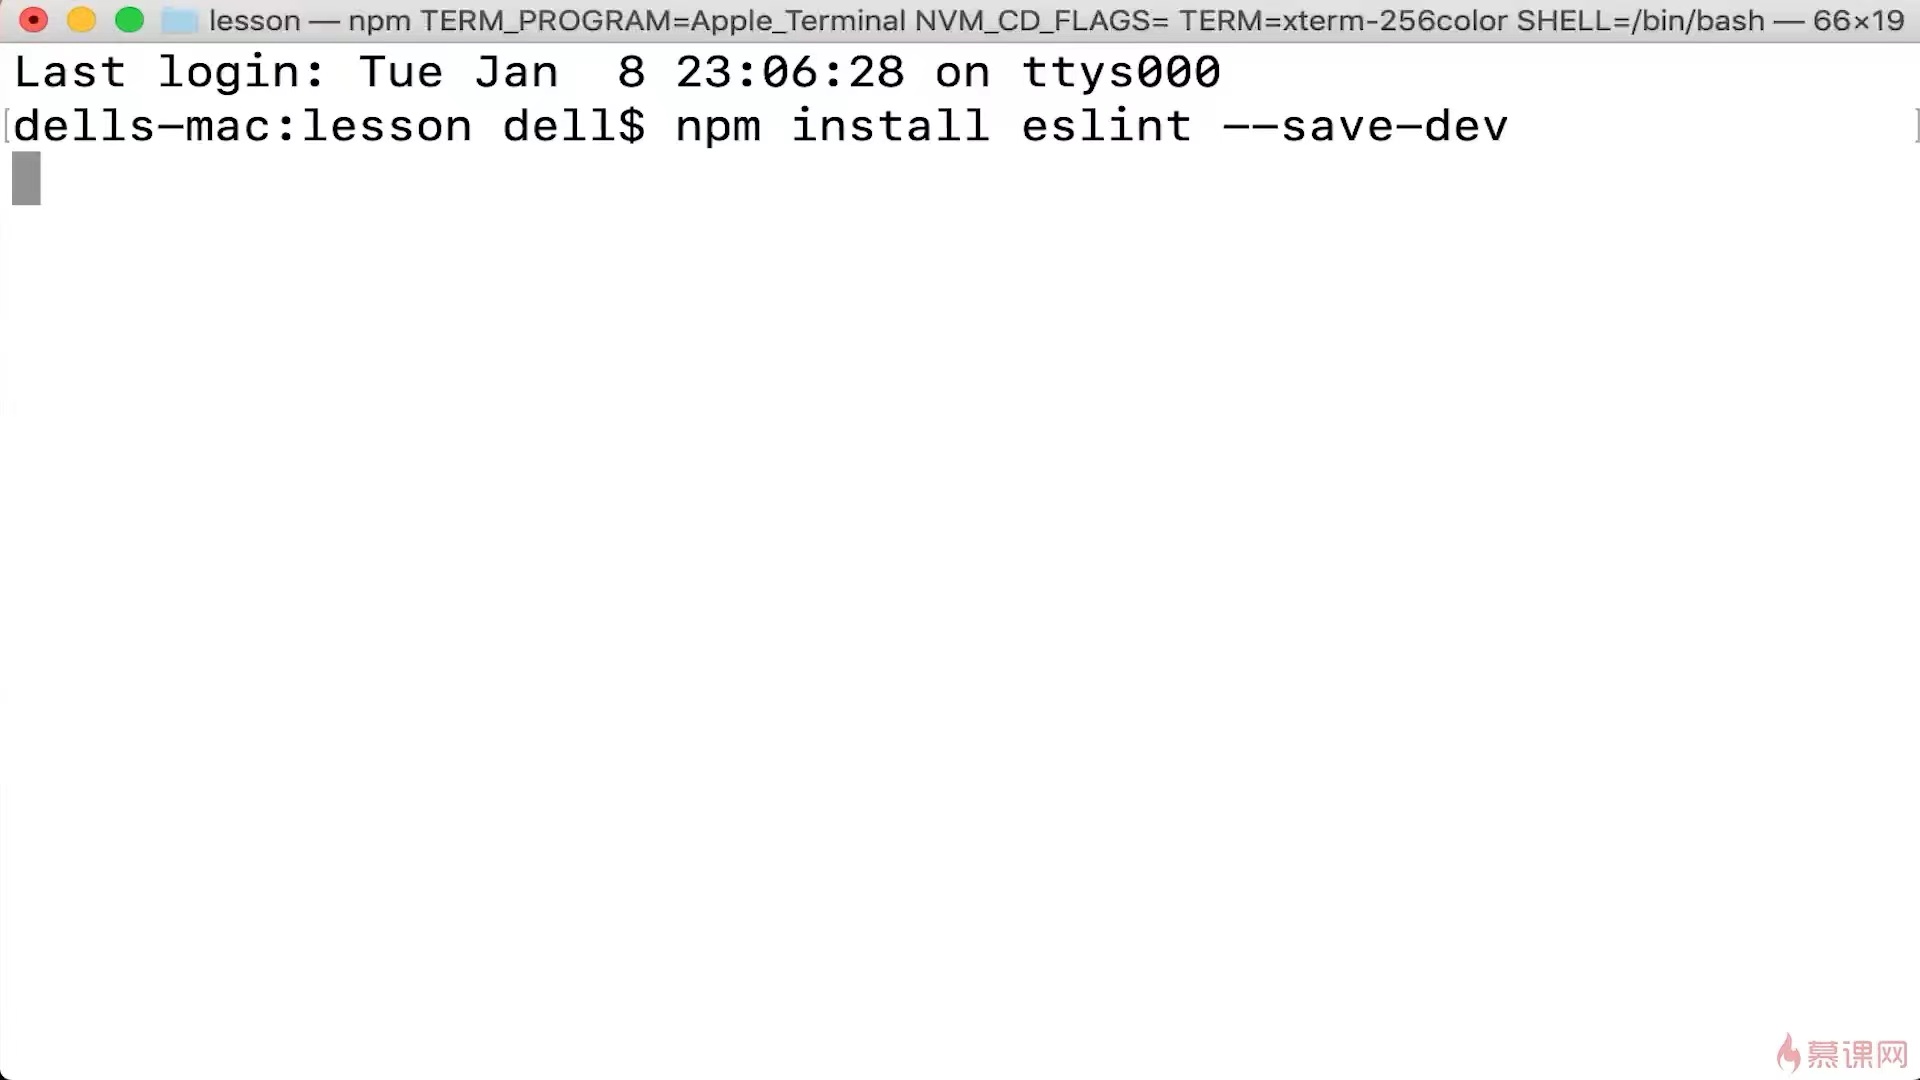 lesson — npm TERM_PROGRAM=Apple_Terminal NVM_CD_FLAGS= TERM=xterm-256color SHELL=/bin/bash — 66×19
Last login: Tue Jan  8 23:06:28 on ttys000
[dells-mac:lesson dell$ npm install eslint --save-dev ]
慕课网